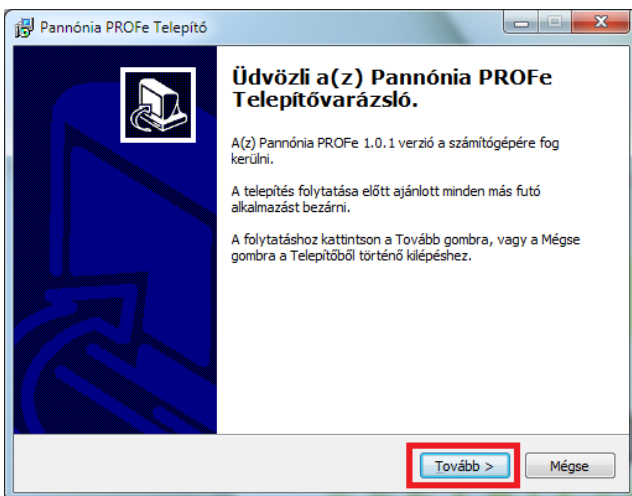 Pannónia PROFe Telepítő
Üdvözli a(z) Pannónia PROFe
Telepítővarázsló.
A(z) Pannónia PROFe 1.0.1 verzió a számítógépére fog
kerülni.
A telepítés folytatása előtt ajánlott minden más futó
alkalmazást bezárni.
A folytatáshoz kattintson a Tovább gombra, vagy a Mégse
gombra a Telepítőből történő kilépéshez.
Tovább >
Mégse